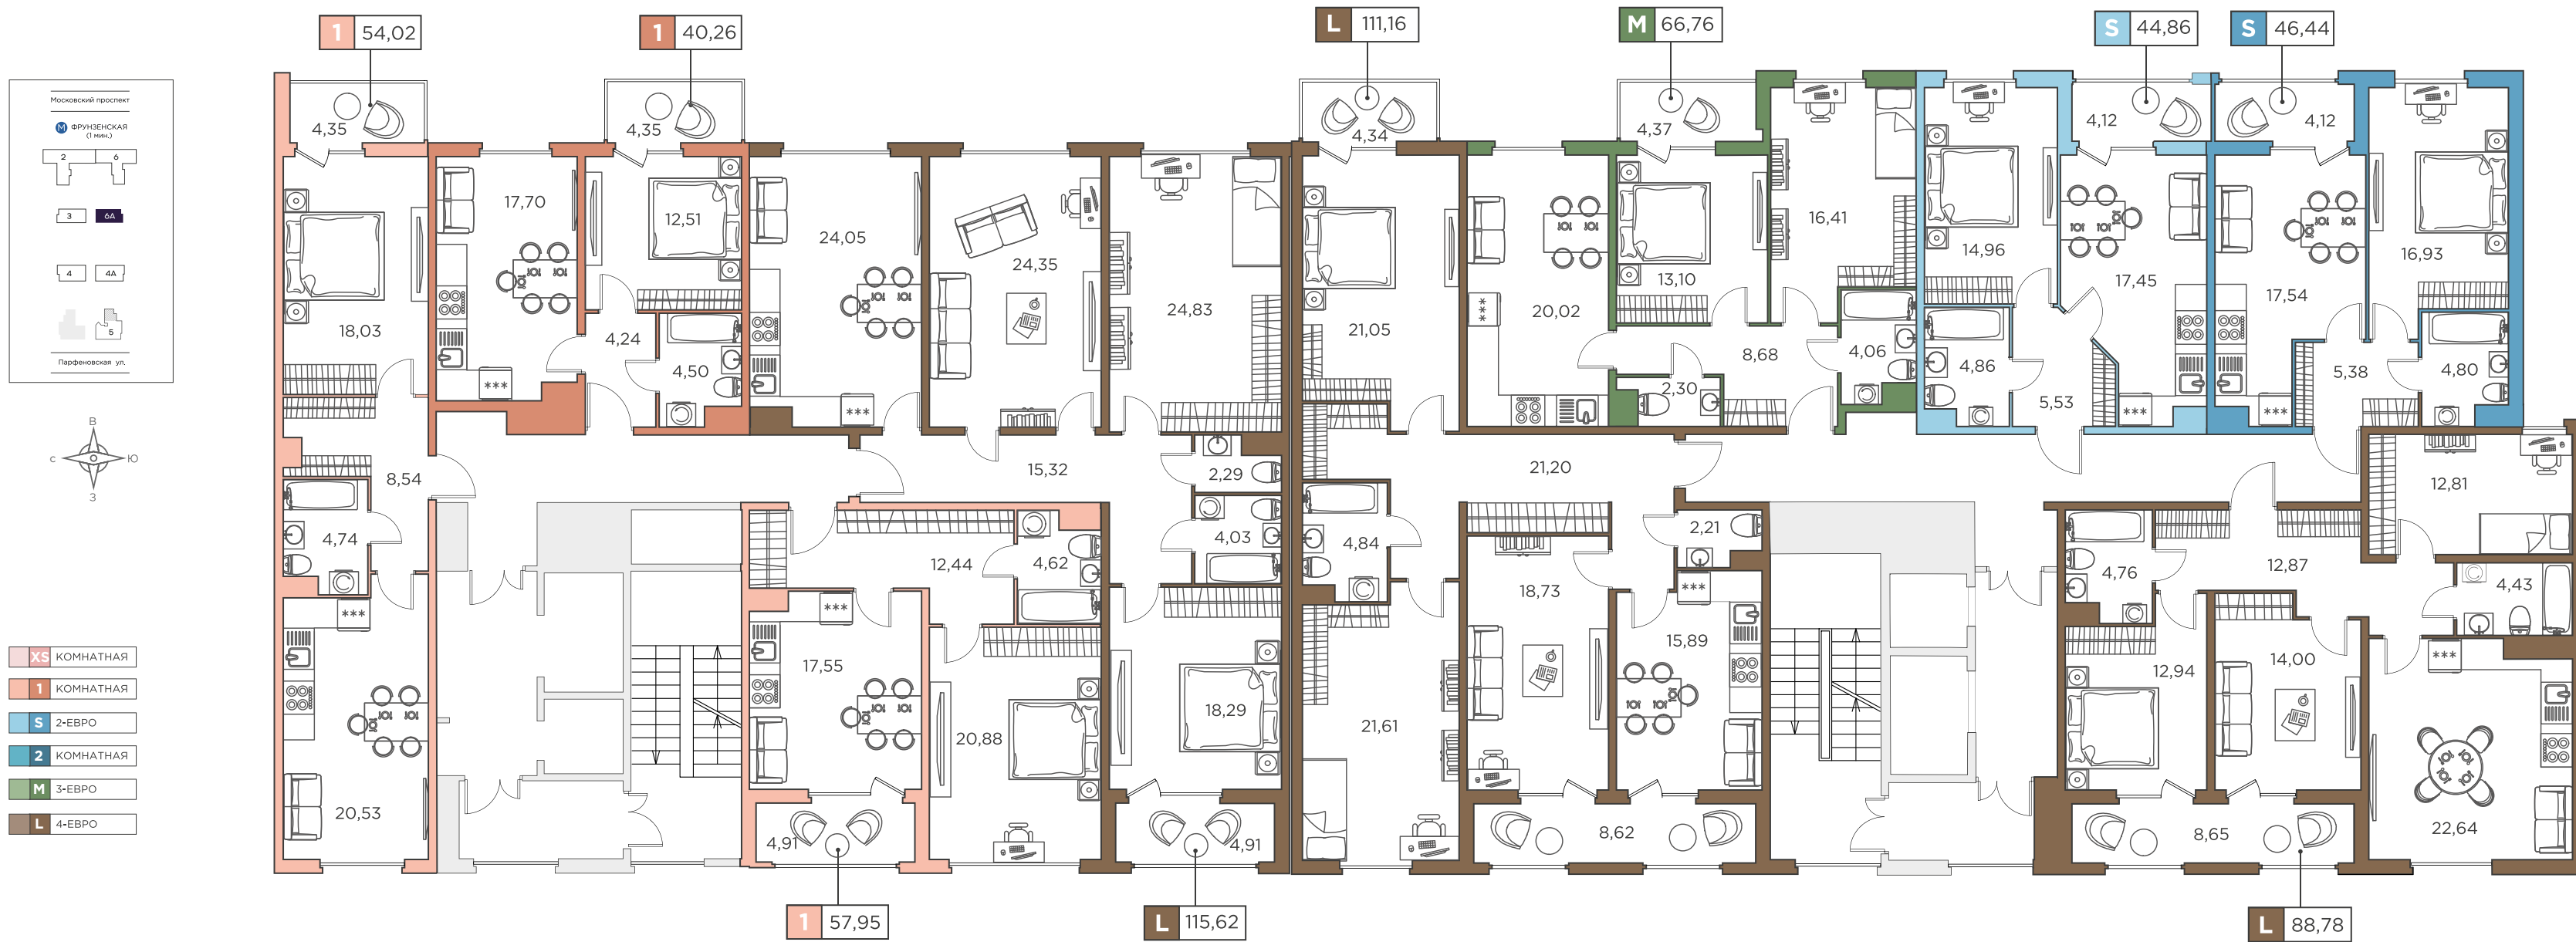 1 54,02
1 40,26
L 111,16
M 66,76
S 44,86
S 46,44
Московский проспект
М ФРУНЗЕНСКАЯ
(1 мин.)
2 6
3 6А
4 4А
5
Парфеновская ул.
В
С Ю
З
XS КОМНАТНАЯ
1 КОМНАТНАЯ
S 2-ЕВРО
2 КОМНАТНАЯ
M 3-ЕВРО
L 4-ЕВРО
4,35
18,03
8,54
4,74
20,53
17,70
4,35
12,51
4,24
4,50
24,05
24,35
24,83
15,32
2,29
4,03
18,29
4,91
12,44
4,62
17,55
20,88
4,91
4,34
21,05
21,20
4,84
21,61
18,73
2,21
15,89
8,62
20,02
4,37
13,10
16,41
8,68
2,30
4,06
14,96
4,12
17,45
4,86
5,53
4,12
17,54
16,93
5,38
4,80
12,81
12,87
4,76
4,43
12,94
14,00
22,64
8,65
1 57,95
L 115,62
L 88,78